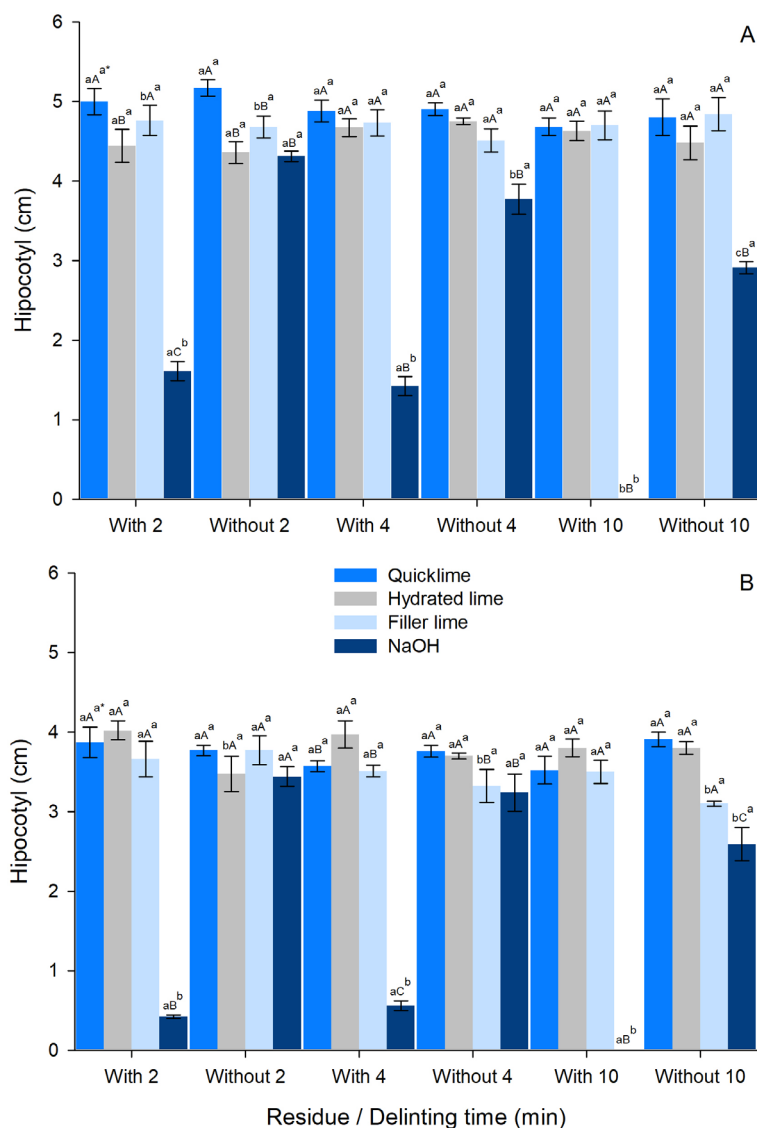 A
6
5
4
3
2
1
0
Hipocotyl (cm)
aA a* aB a bA a aC b
aA a aB a bB a aB a
aA a aA a aA a aB b
aA a aA a aA a bB a
aA a aA a aA a bB b
aA a aA a aA a cB a
With 2 Without 2 With 4 Without 4 With 10 Without 10
B
6
5
4
3
2
1
0
Hipocotyl (cm)
Quicklime
Hydrated lime
Filler lime
NaOH
aA a* aA a aA a aB b
aA a bA a aA a aA a
aB a aA a aB a aC b
aA a aA a bB a aB a
aA a aA a aA a aB b
aA a aA a bA a bC a
With 2 Without 2 With 4 Without 4 With 10 Without 10
Residue / Delinting time (min)